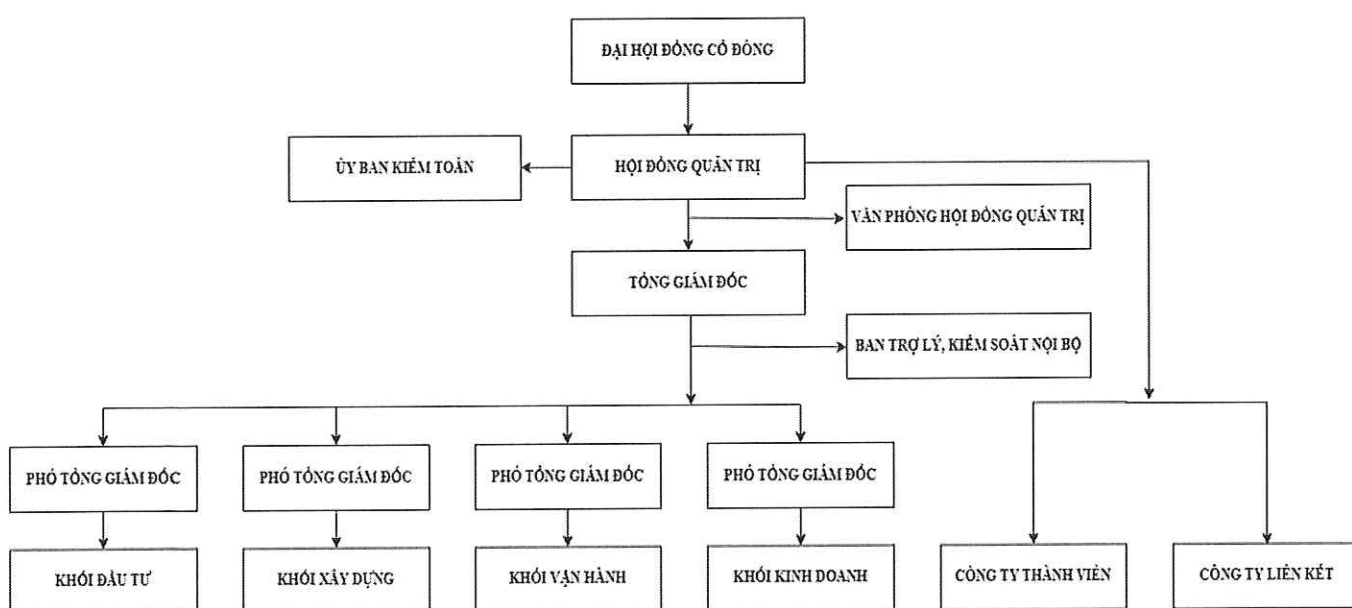 ĐẠI HỘI ĐỒNG CỔ ĐÔNG
ỦY BAN KIỂM TOÁN
HỘI ĐỒNG QUẢN TRỊ
VĂN PHÒNG HỘI ĐỒNG QUẢN TRỊ
TỔNG GIÁM ĐỐC
BAN TRỢ LÝ, KIỂM SOÁT NỘI BỘ
PHÓ TỔNG GIÁM ĐỐC
PHÓ TỔNG GIÁM ĐỐC
PHÓ TỔNG GIÁM ĐỐC
PHÓ TỔNG GIÁM ĐỐC
KHỐI ĐẦU TƯ
KHỐI XÂY DỰNG
KHỐI VẬN HÀNH
KHỐI KINH DOANH
CÔNG TY THÀNH VIÊN
CÔNG TY LIÊN KẾT